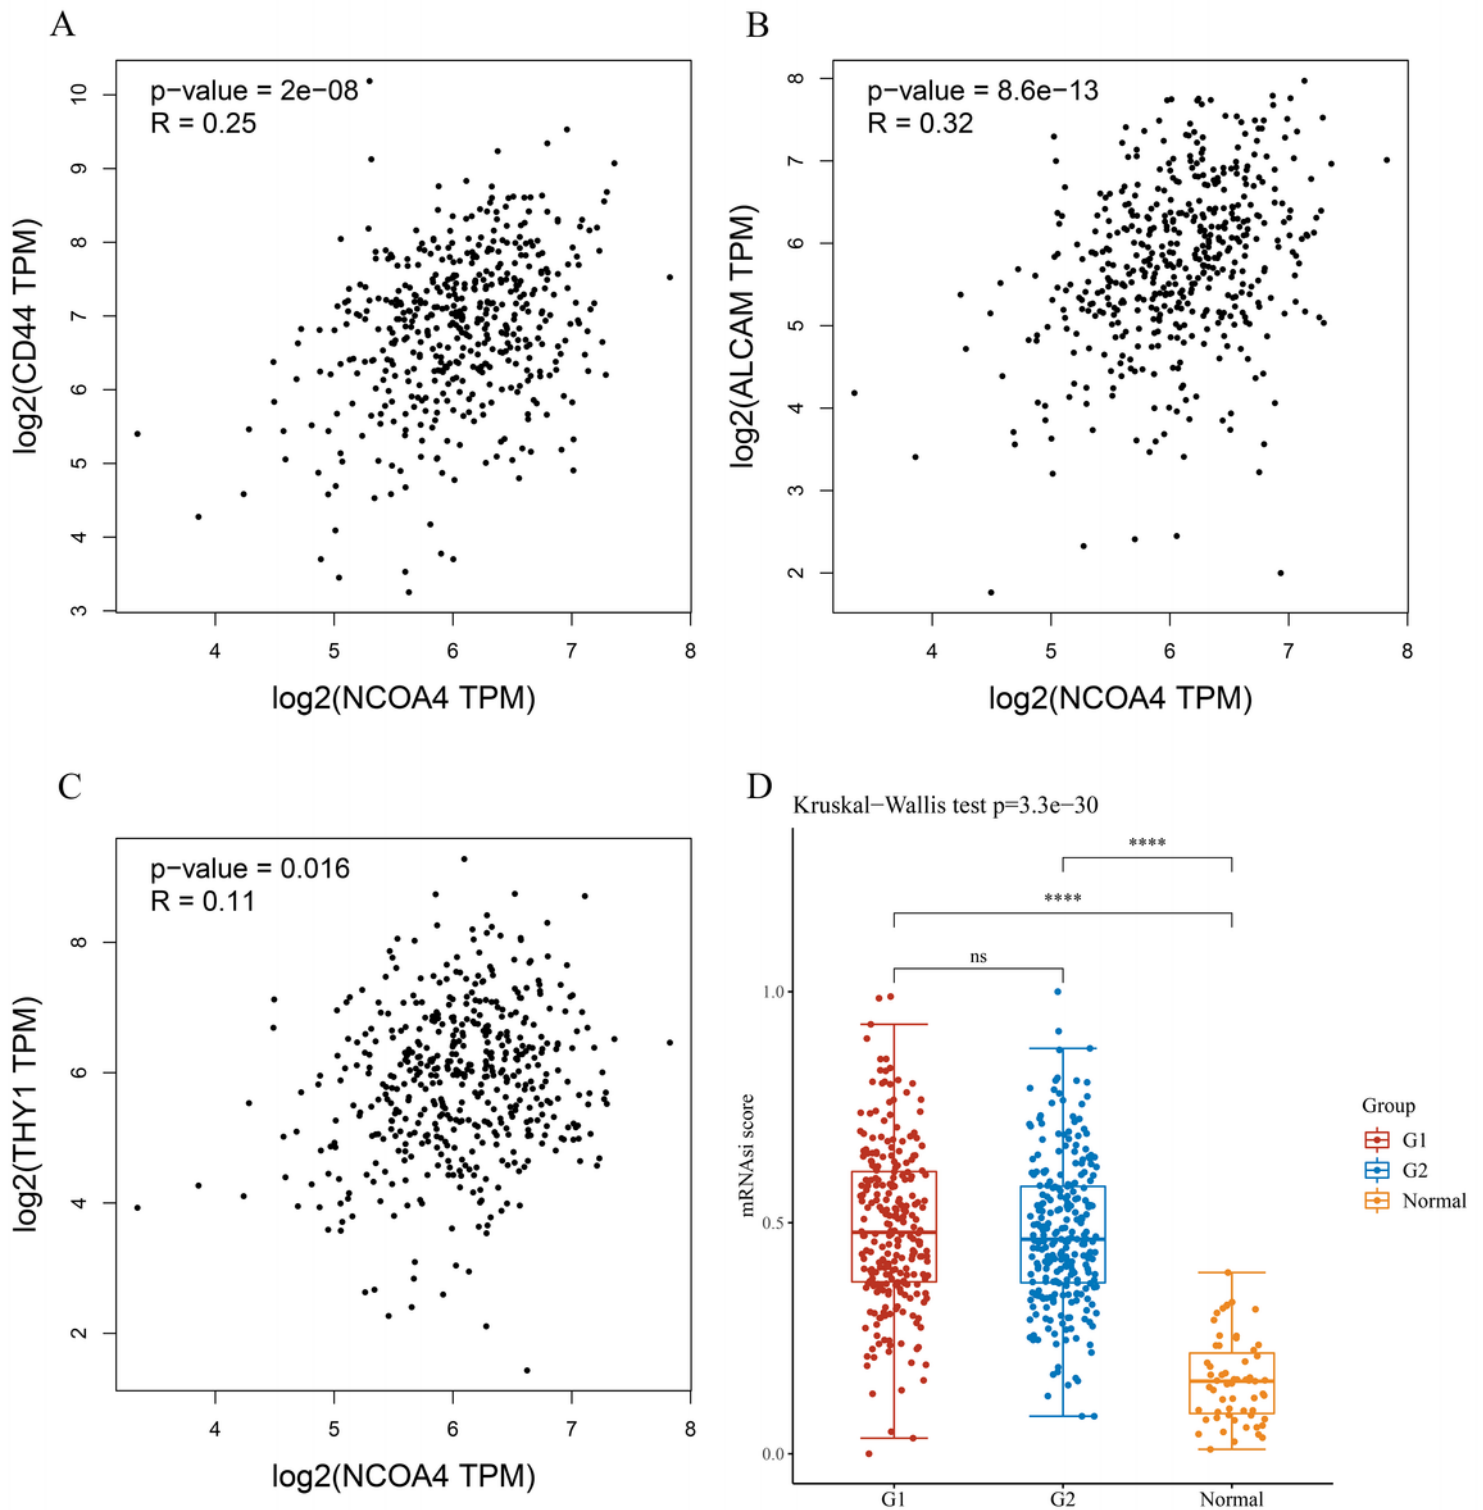 A
p−value = 2e−08
R = 0.25
log2(CD44 TPM)
10
9
8
7
6
5
4
3
4 5 6 7 8
log2(NCOA4 TPM)
B
p−value = 8.6e−13
R = 0.32
log2(ALCAM TPM)
8
7
6
5
4
3
2
4 5 6 7 8
log2(NCOA4 TPM)
C
p−value = 0.016
R = 0.11
log2(THY1 TPM)
8
6
4
2
4 5 6 7 8
log2(NCOA4 TPM)
D
Kruskal−Wallis test p=3.3e−30
****
****
ns
mRNAsi score
1.0
0.5
0.0
G1 G2 Normal
Group
G1
G2
Normal